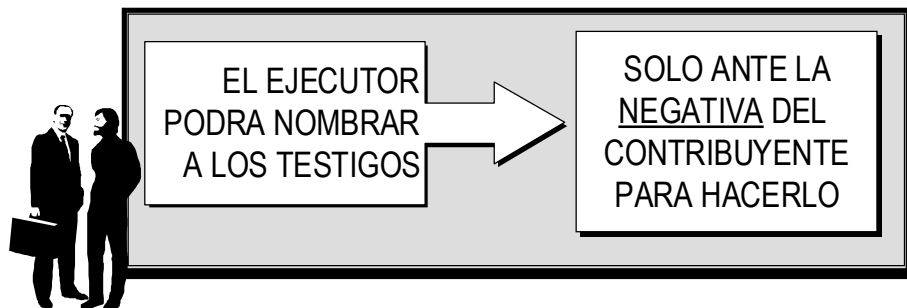 EL EJECUTOR
PODRA NOMBRAR
A LOS TESTIGOS
SOLO ANTE LA
NEGATIVA DEL
CONTRIBUYENTE
PARA HACERLO